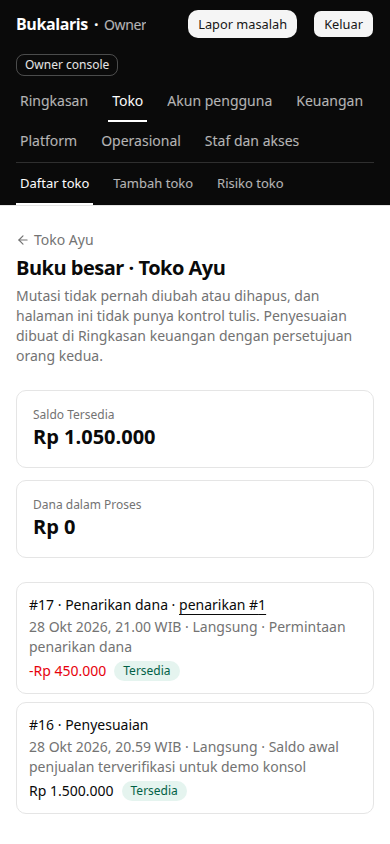 Bukalaris · Owner
Lapor masalah
Keluar
Owner console
Ringkasan
Toko
Akun pengguna
Keuangan
Platform
Operasional
Staf dan akses
Daftar toko
Tambah toko
Risiko toko
← Toko Ayu
Buku besar · Toko Ayu
Mutasi tidak pernah diubah atau dihapus, dan
halaman ini tidak punya kontrol tulis. Penyesuaian
dibuat di Ringkasan keuangan dengan persetujuan
orang kedua.
Saldo Tersedia
Rp 1.050.000
Dana dalam Proses
Rp 0
#17 · Penarikan dana · penarikan #1
28 Okt 2026, 21.00 WIB · Langsung · Permintaan
penarikan dana
-Rp 450.000 Tersedia
#16 · Penyesuaian
28 Okt 2026, 20.59 WIB · Langsung · Saldo awal
penjualan terverifikasi untuk demo konsol
Rp 1.500.000 Tersedia